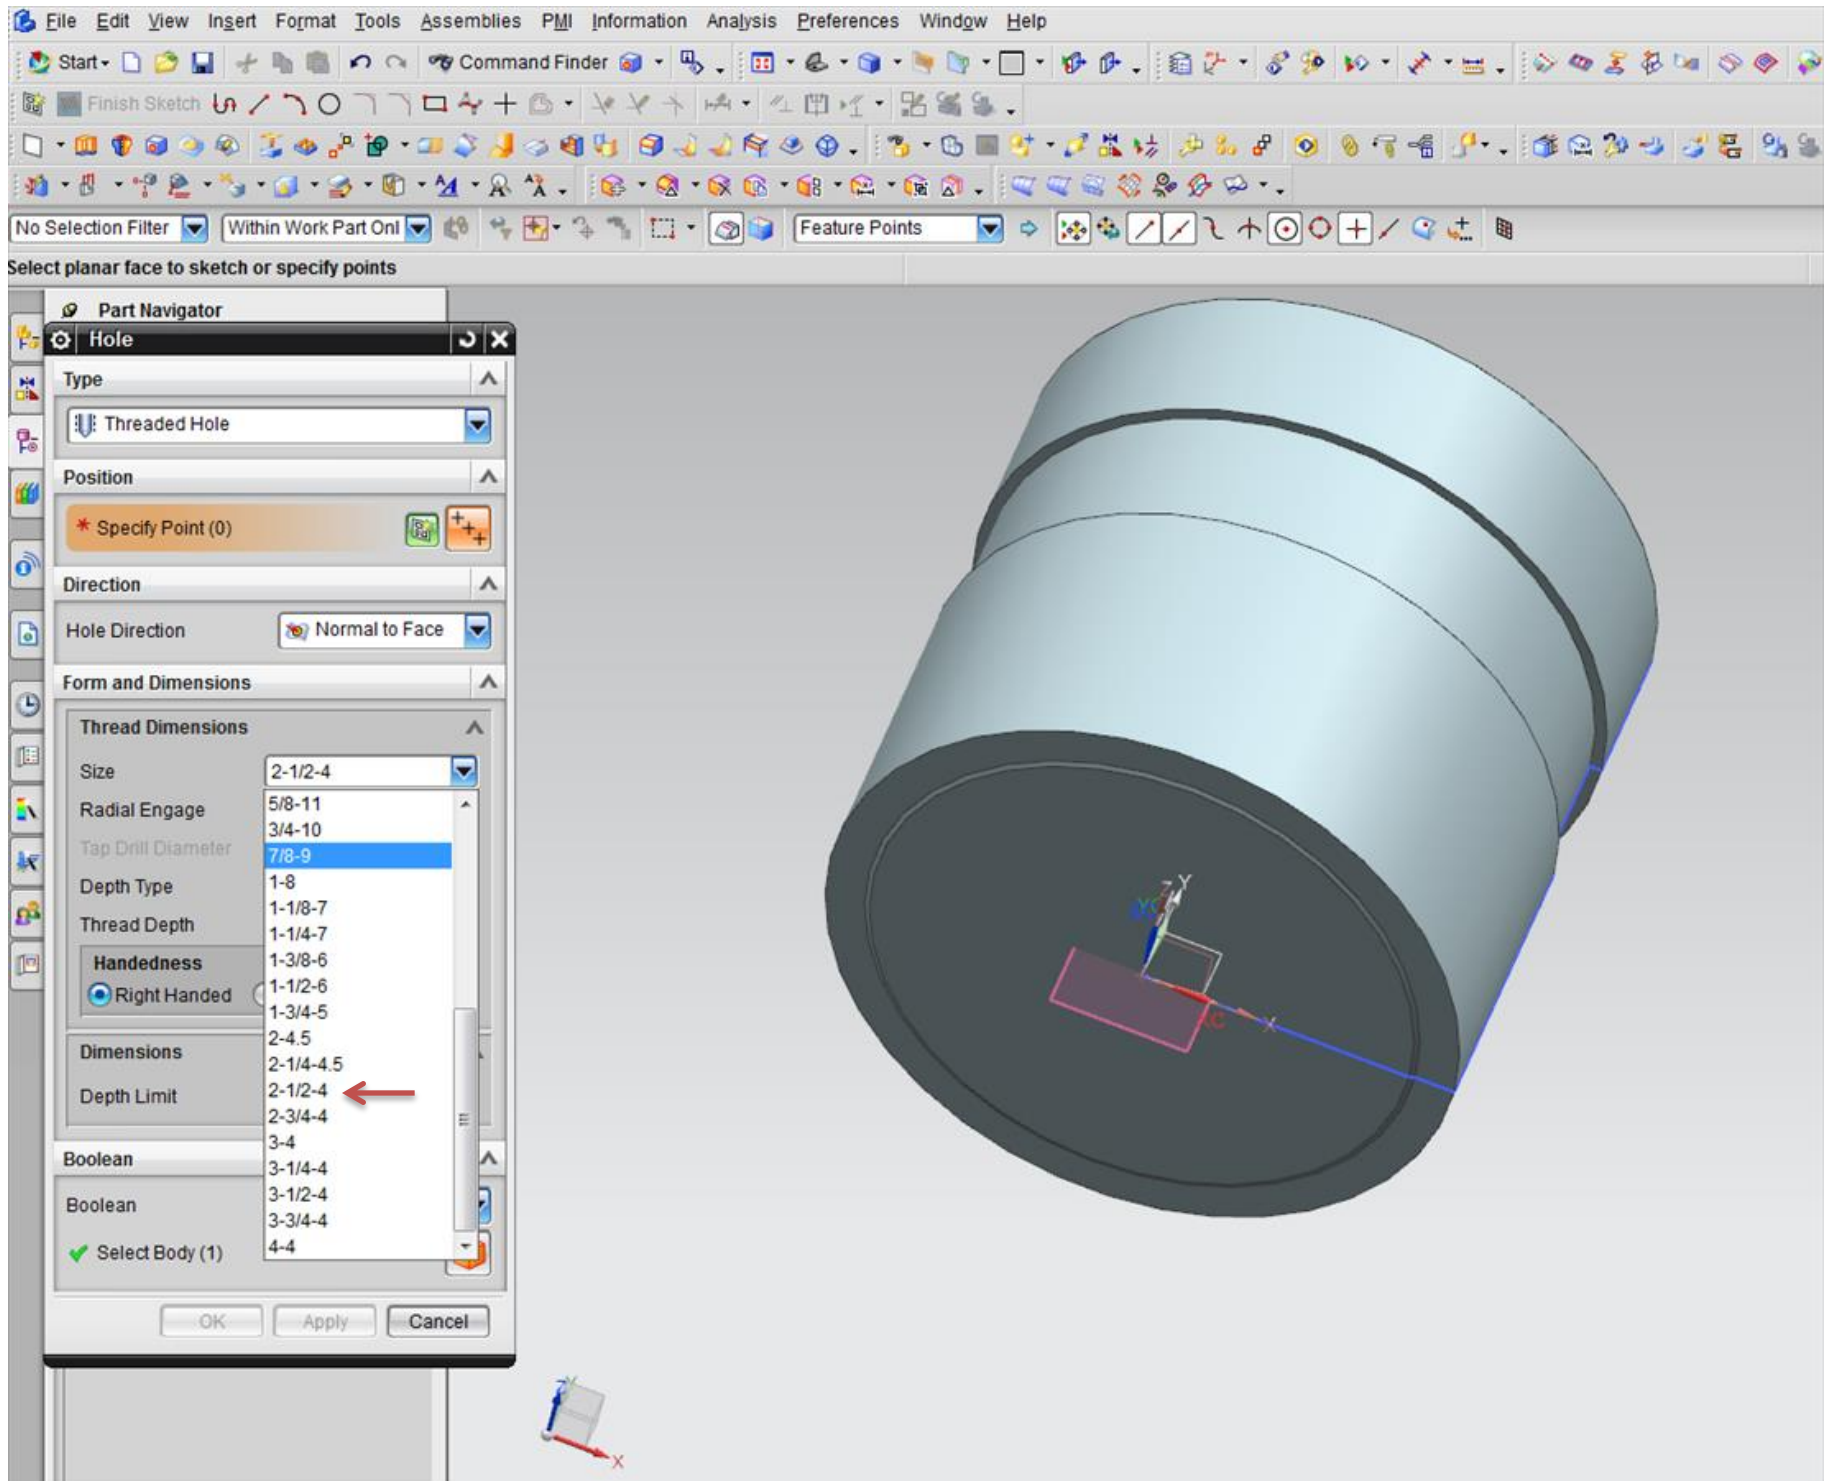 File Edit View Insert Format Tools Assemblies PMI Information Analysis Preferences Window Help
Start Command Finder
Finish Sketch
No Selection Filter Within Work Part Onl Feature Points
Select planar face to sketch or specify points
Part Navigator
Hole
Type
Threaded Hole
Position
* Specify Point (0)
Direction
Hole Direction Normal to Face
Form and Dimensions
Thread Dimensions
Size 2-1/2-4
5/8-11
Radial Engage
3/4-10
Tap Drill Diameter
7/8-9
Depth Type
1-8
1-1/8-7
Thread Depth
1-1/4-7
Handedness
1-3/8-6
Right Handed
1-1/2-6
1-3/4-5
2-4.5
Dimensions
2-1/4-4.5
Depth Limit
2-1/2-4
2-3/4-4
3-4
Boolean
3-1/4-4
3-1/2-4
Boolean
3-3/4-4
Select Body (1)
4-4
OK Apply Cancel
Z Y
X
Z Y
X